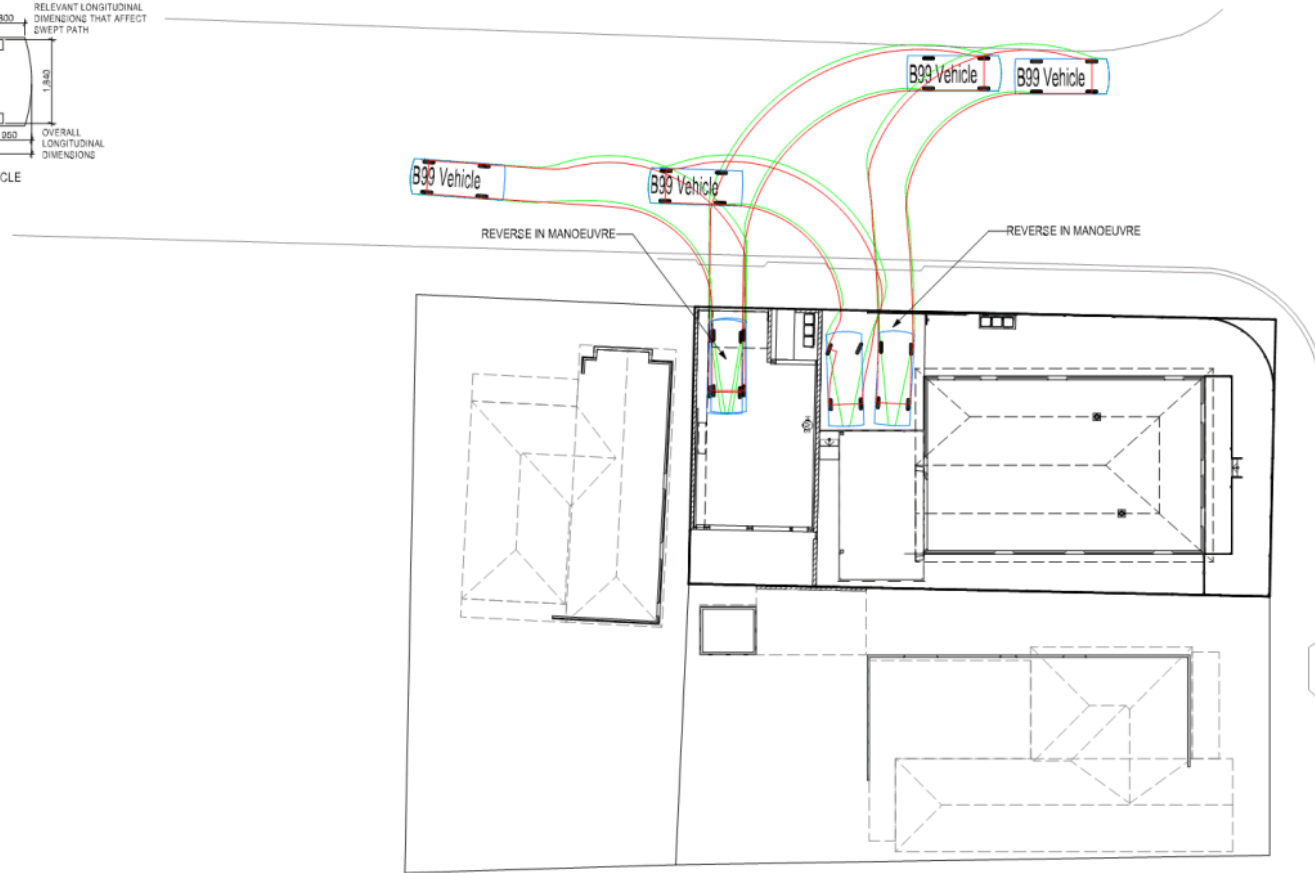 RELEVANT LONGITUDINAL
DIMENSIONS THAT AFFECT
SWEPT PATH
1,840
950
OVERALL
LONGITUDINAL
DIMENSIONS
B99 Vehicle
B99 Vehicle
B99 Vehicle
B99 Vehicle
REVERSE IN MANOEUVRE
REVERSE IN MANOEUVRE